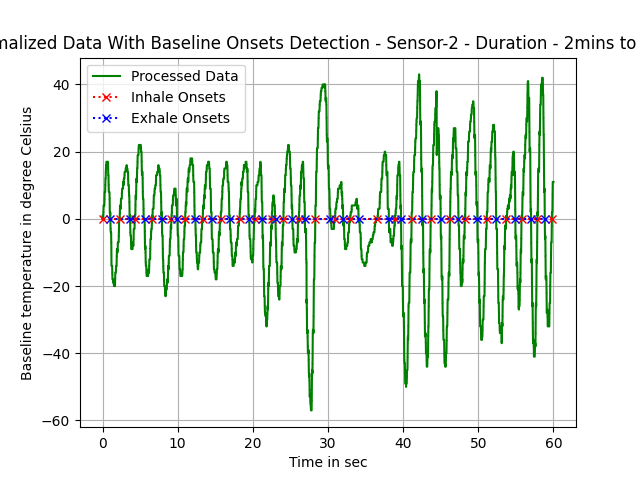 malized Data With Baseline Onsets Detection - Sensor-2 - Duration - 2mins to
Processed Data
Inhale Onsets
Exhale Onsets
Baseline temperature in degree Celsius
40
20
0
−20
−40
−60
0 10 20 30 40 50 60
Time in sec